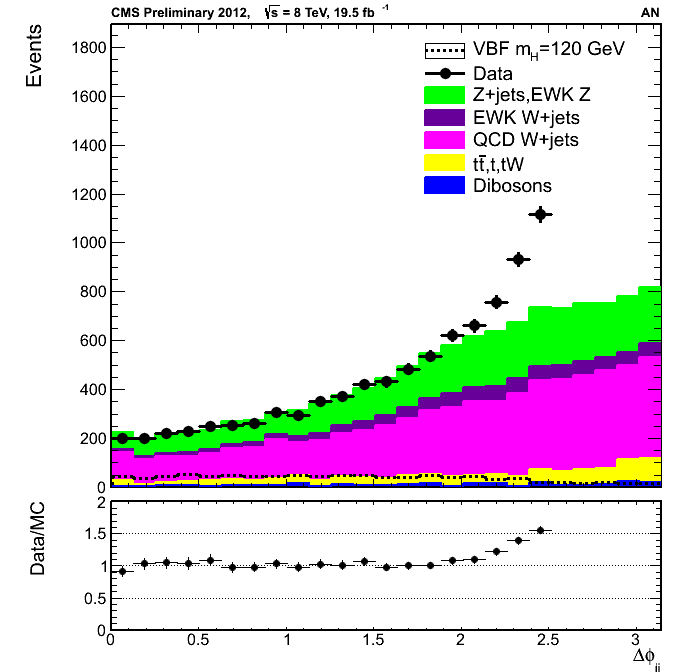 CMS Preliminary 2012, √s = 8 TeV, 19.5 fb⁻¹ AN
Events
1800
1600
1400
1200
1000
800
600
400
200
0
VBF m_H=120 GeV
Data
Z+jets,EWK Z
EWK W+jets
QCD W+jets
tt̄,t,tW
Dibosons
Data/MC
2
1.5
1
0.5
0
0 0.5 1 1.5 2 2.5 3
Δϕ_jj